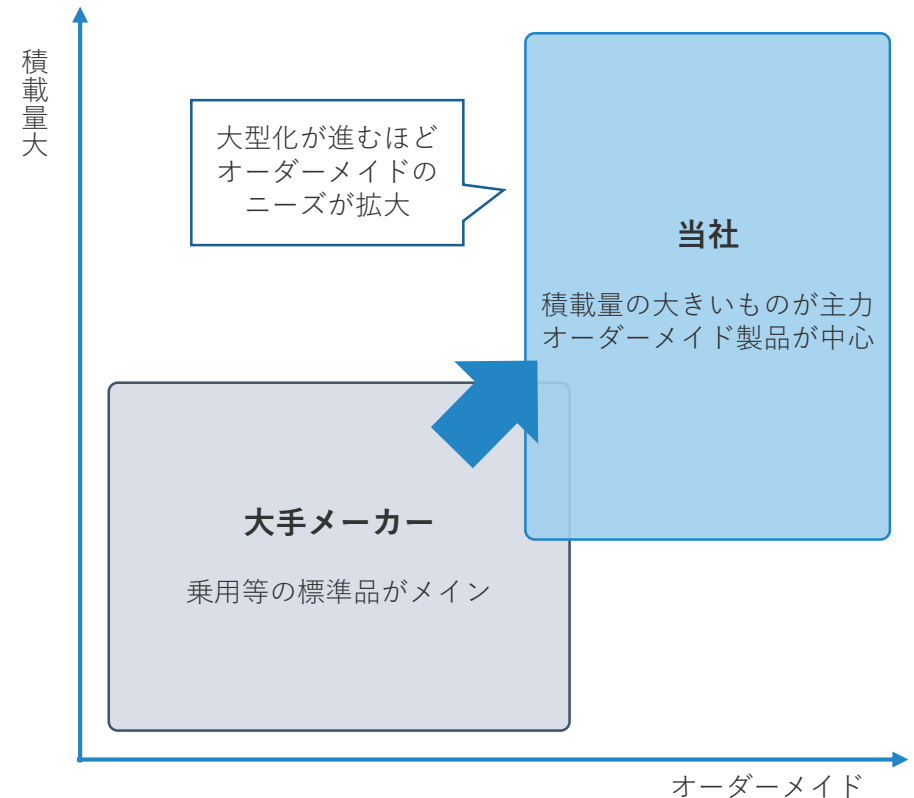 積載量大
大型化が進むほど
オーダーメイドの
ニーズが拡大
当社
積載量の大きいものが主力
オーダーメイド製品が中心
大手メーカー
乗用等の標準品がメイン
オーダーメイド